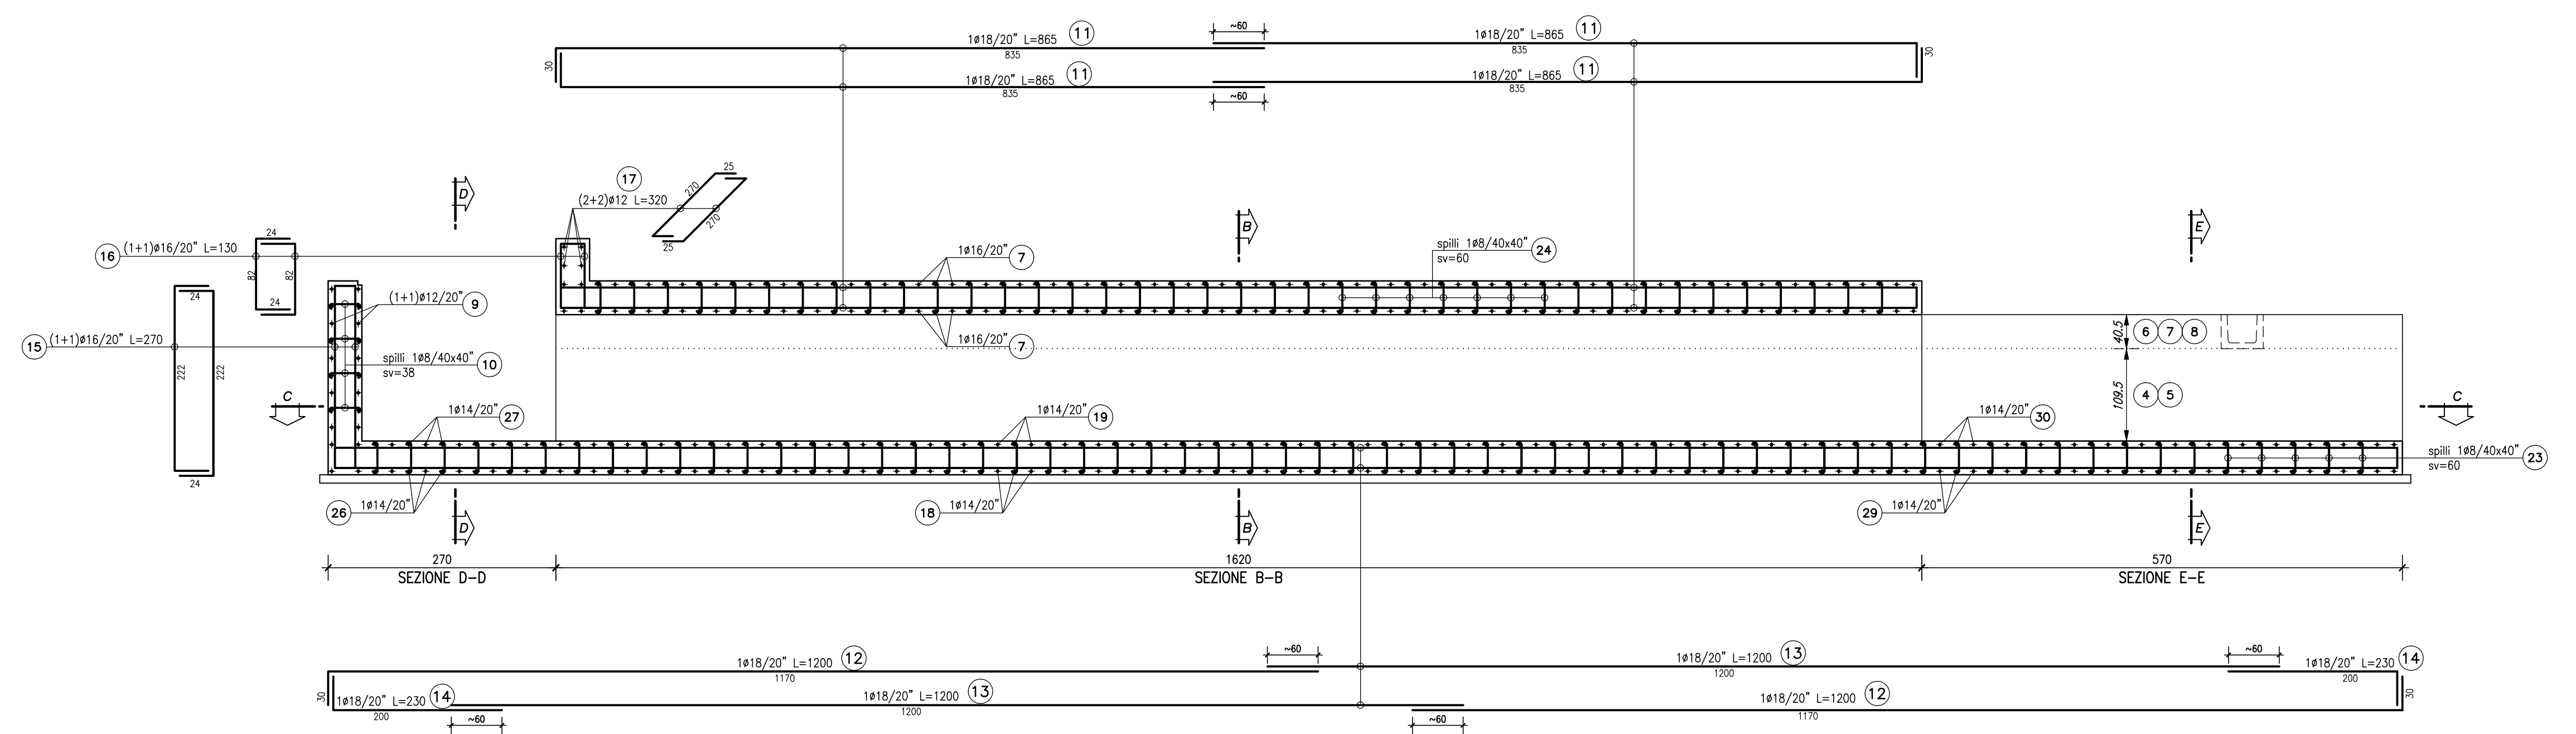 ~60
1ø18/20" L=865 11
835
1ø18/20" L=865 11
835
30
30
1ø18/20" L=865 11
835
1ø18/20" L=865 11
835
~60
D
17
(2+2)ø12 L=320
25
270
270
25
B
E
16 (1+1)ø16/20" L=130
24
82
82
24
1ø16/20" 7
spilli 1ø8/40x40" 24
sv=60
15 (1+1)ø16/20" L=270
24
222
222
24
(1+1)ø12/20" 9
spilli 1ø8/40x40" 10
sv=38
1ø16/20" 7
40.5
6 7 8
109.5
4 5
C
C
1ø14/20" 27
1ø14/20" 19
1ø14/20" 30
spilli 1ø8/40x40" 23
sv=60
26 1ø14/20"
18 1ø14/20"
29 1ø14/20"
D
B
E
270
1620
570
SEZIONE D-D
SEZIONE B-B
SEZIONE E-E
1ø18/20" L=1200 12
1170
~60
1ø18/20" L=1200 13
1200
~60
1ø18/20" L=230 14
200
30
1ø18/20" L=230 14
200
~60
1ø18/20" L=1200 13
1200
~60
1ø18/20" L=1200 12
1170
30